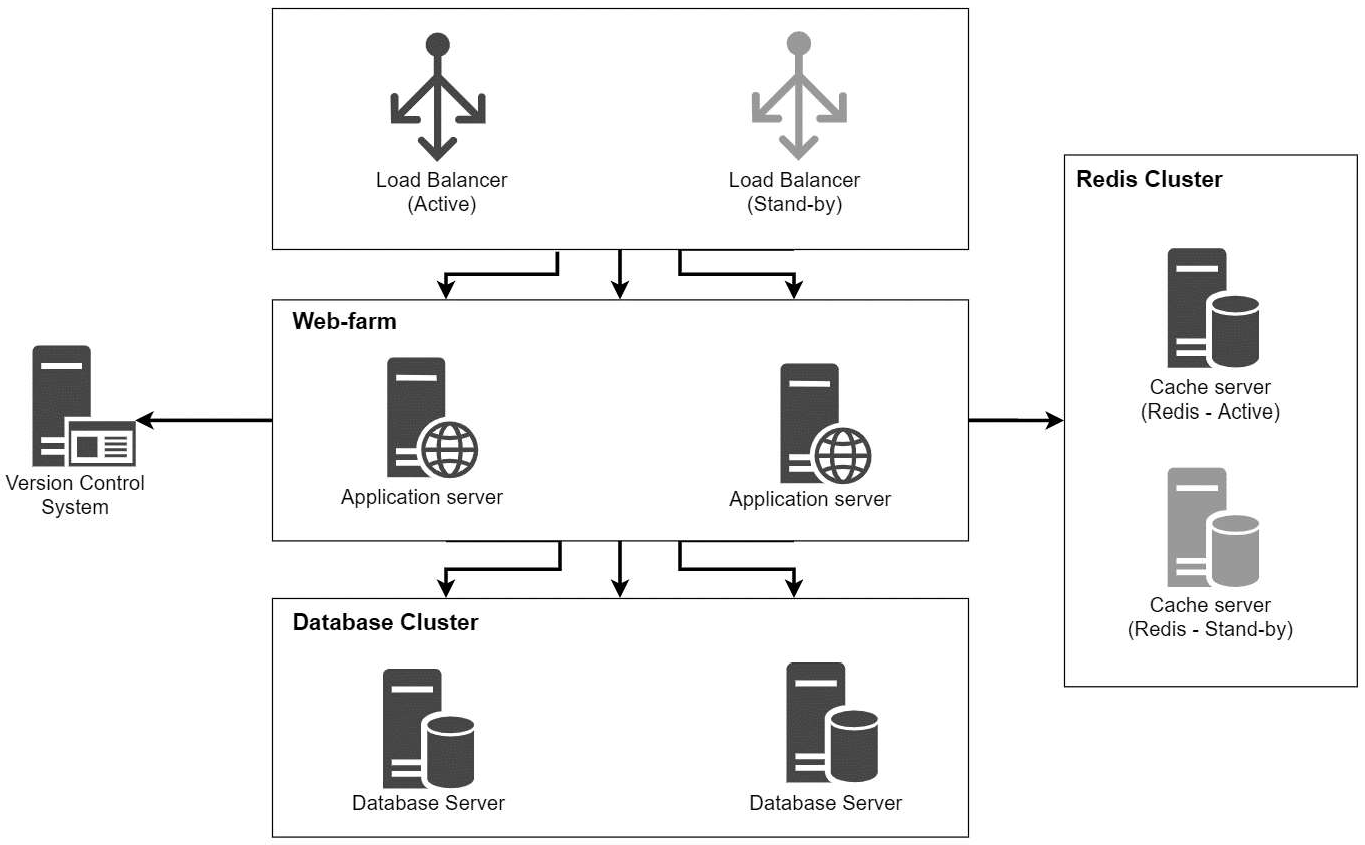 Load Balancer
(Active)
Load Balancer
(Stand-by)
Redis Cluster
Cache server
(Redis - Active)
Cache server
(Redis - Stand-by)
Web-farm
Application server
Application server
Version Control
System
Database Cluster
Database Server
Database Server